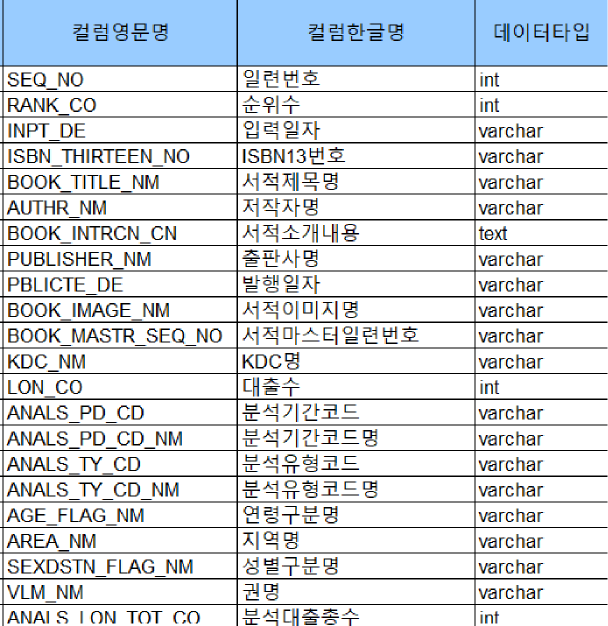 컬럼영문명 컬럼한글명 데이터타입
SEQ_NO 일련번호 int
RANK_CO 순위수 int
INPT_DE 입력일자 varchar
ISBN_THIRTEEN_NO ISBN13번호 varchar
BOOK_TITLE_NM 서적제목명 varchar
AUTHR_NM 저작자명 varchar
BOOK_INTRCN_CN 서적소개내용 text
PUBLISHER_NM 출판사명 varchar
PBLICTE_DE 발행일자 varchar
BOOK_IMAGE_NM 서적이미지명 varchar
BOOK_MASTR_SEQ_NO 서적마스터일련번호 varchar
KDC_NM KDC명 varchar
LON_CO 대출수 int
ANALS_PD_CD 분석기간코드 varchar
ANALS_PD_CD_NM 분석기간코드명 varchar
ANALS_TY_CD 분석유형코드 varchar
ANALS_TY_CD_NM 분석유형코드명 varchar
AGE_FLAG_NM 연령구분명 varchar
AREA_NM 지역명 varchar
SEXDSTN_FLAG_NM 성별구분명 varchar
VLM_NM 권명 varchar
ANALS_LON_TOT_CO 분석대출총수 int